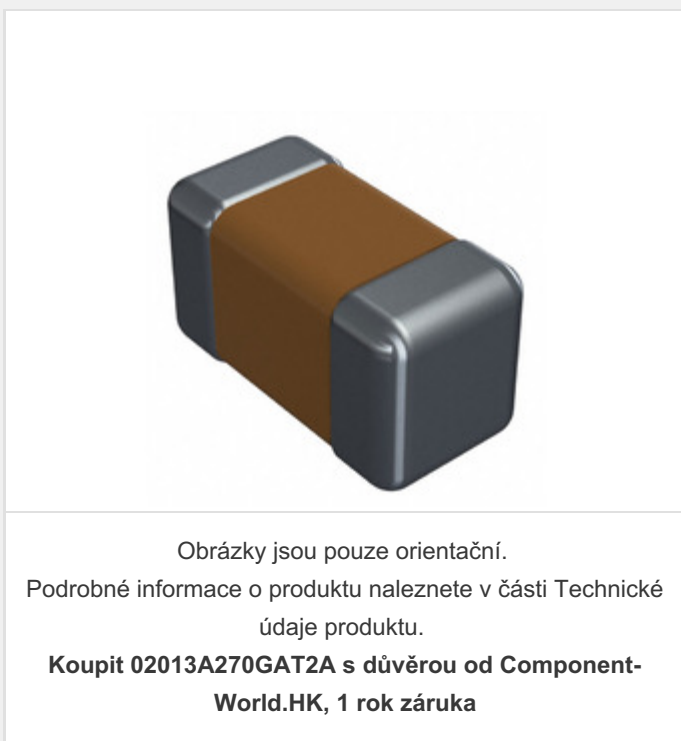 Obrázky jsou pouze orientační.
Podrobné informace o produktu naleznete v části Technické
údaje produktu.
Koupit 02013A270GAT2A s důvěrou od Component-
World.HK, 1 rok záruka